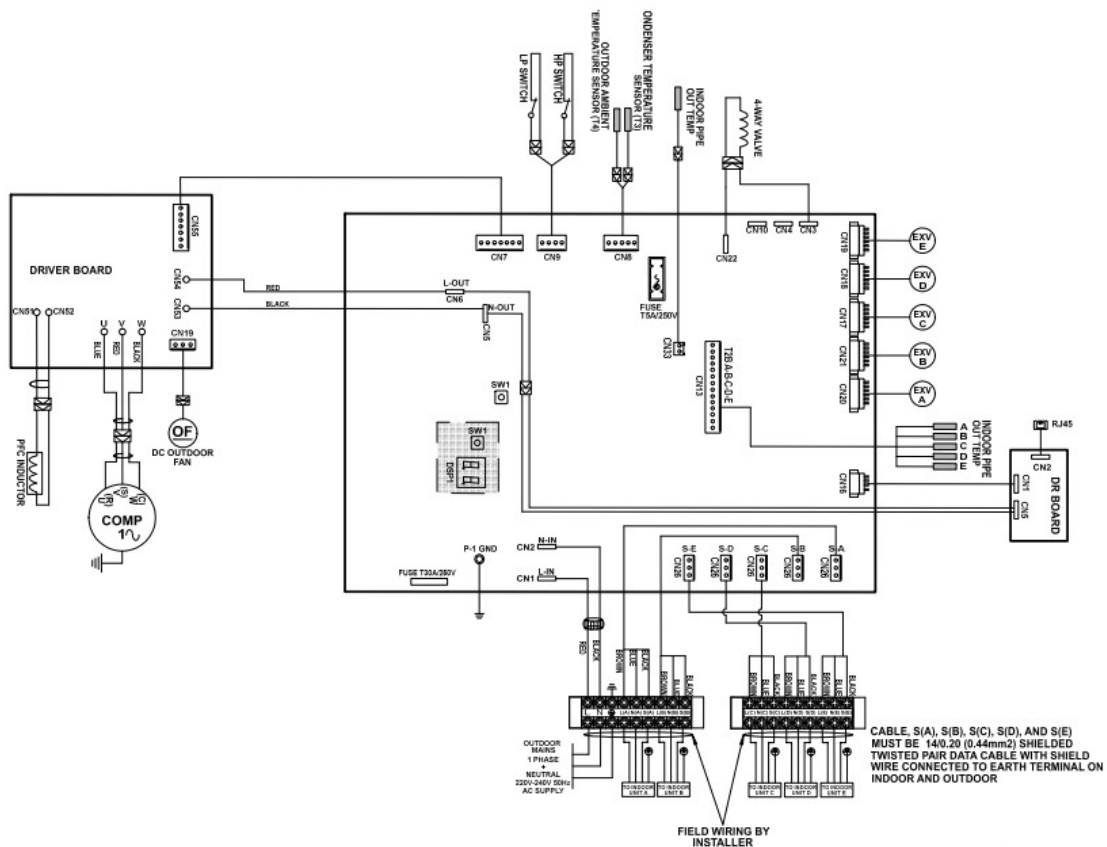 LP SWITCH
HP SWITCH
OUTDOOR AMBIENT
'EMPERATURE SENSOR (T4)
ONDENSER TEMPERATURE
SENSOR (T3)
INDOOR PIPE
OUT TEMP
4-WAY VALVE
CN55
CN7
CN9
CN8
CN22
CN10
CN4
CN3
CN19
EXV
E
CN18
EXV
D
CN17
EXV
C
CN21
EXV
B
CN20
EXV
A
DRIVER BOARD
CN54
RED
L-OUT
CN6
CN53
BLACK
N-OUT
CN5
FUSE
T5A/250V
CN33
CN51
CN52
U
V
W
CN19
BLUE
RED
BLACK
T2B A-B-C-D-E
CN13
SW1
SW1
DSP1
OF
DC OUTDOOR
FAN
PFC INDUCTOR
(R)
U
(S)
V
(C)
W
COMP
1
A
B
C
D
E
INDOOR PIPE
OUT TEMP
RJ45
CN2
CN1
CN5
DR BOARD
CN16
N-IN
CN2
L-IN
CN1
P-1 GND
FUSE T30A/250V
S-E
S-D
S-C
S-B
S-A
CN26
CN26
CN26
CN26
CN26
RED
BLACK
BROWN
BLUE
BLACK
BROWN
BLUE
BLACK
BROWN
BLUE
BLACK
BROWN
BLUE
BLACK
BROWN
BLUE
BLACK
L
N
L(A)
N(A)
S(A)
L(B)
N(B)
S(B)
L(C)
N(C)
S(C)
L(D)
N(D)
S(D)
L(E)
N(E)
S(E)
OUTDOOR
MAINS
1 PHASE
+
NEUTRAL
220V-240V 50Hz
AC SUPPLY
TO INDOOR
UNIT A
TO INDOOR
UNIT B
TO INDOOR
UNIT C
TO INDOOR
UNIT D
TO INDOOR
UNIT E
CABLE, S(A), S(B), S(C), S(D), AND S(E)
MUST BE 14/0.20 (0.44mm2) SHIELDED
TWISTED PAIR DATA CABLE WITH SHIELD
WIRE CONNECTED TO EARTH TERMINAL ON
INDOOR AND OUTDOOR
FIELD WIRING BY
INSTALLER